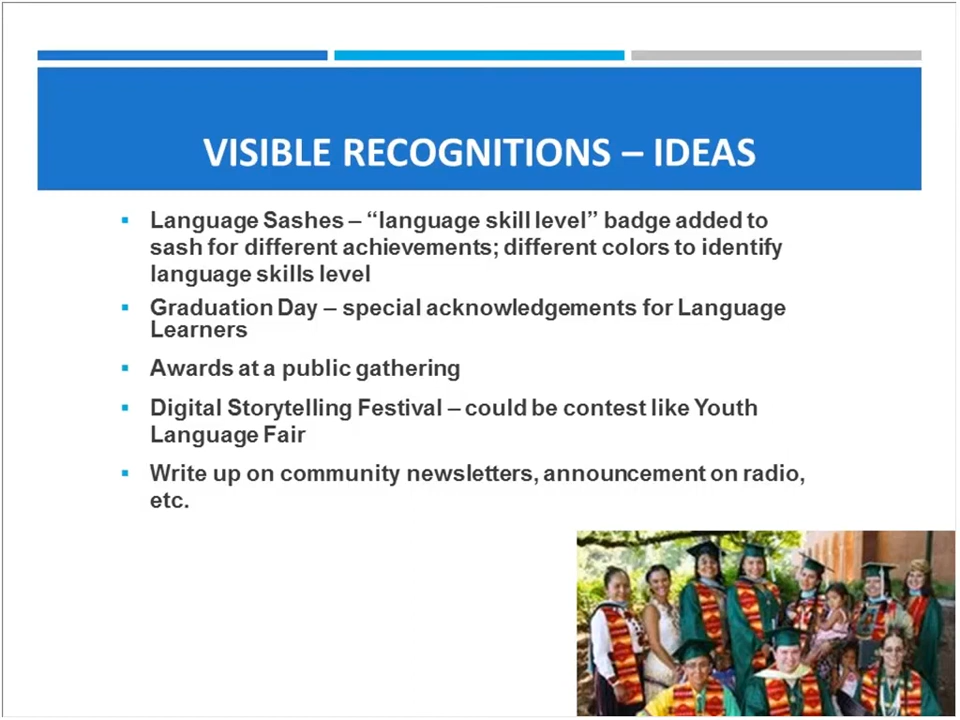 VISIBLE RECOGNITIONS – IDEAS
▪ Language Sashes – “language skill level” badge added to
sash for different achievements; different colors to identify
language skills level
▪ Graduation Day – special acknowledgements for Language
Learners
▪ Awards at a public gathering
▪ Digital Storytelling Festival – could be contest like Youth
Language Fair
▪ Write up on community newsletters, announcement on radio,
etc.